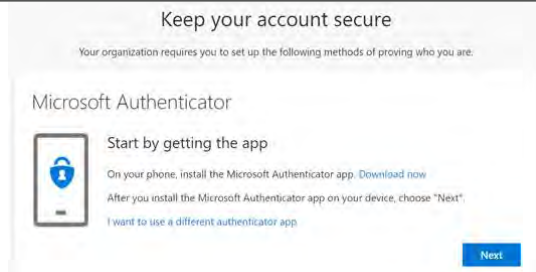 Keep your account secure
Your organization requires you to set up the following methods of proving who you are.
Microsoft Authenticator
Start by getting the app
On your phone, install the Microsoft Authenticator app. Download now
After you install the Microsoft Authenticator app on your device, choose "Next".
I want to use a different authenticator app
Next